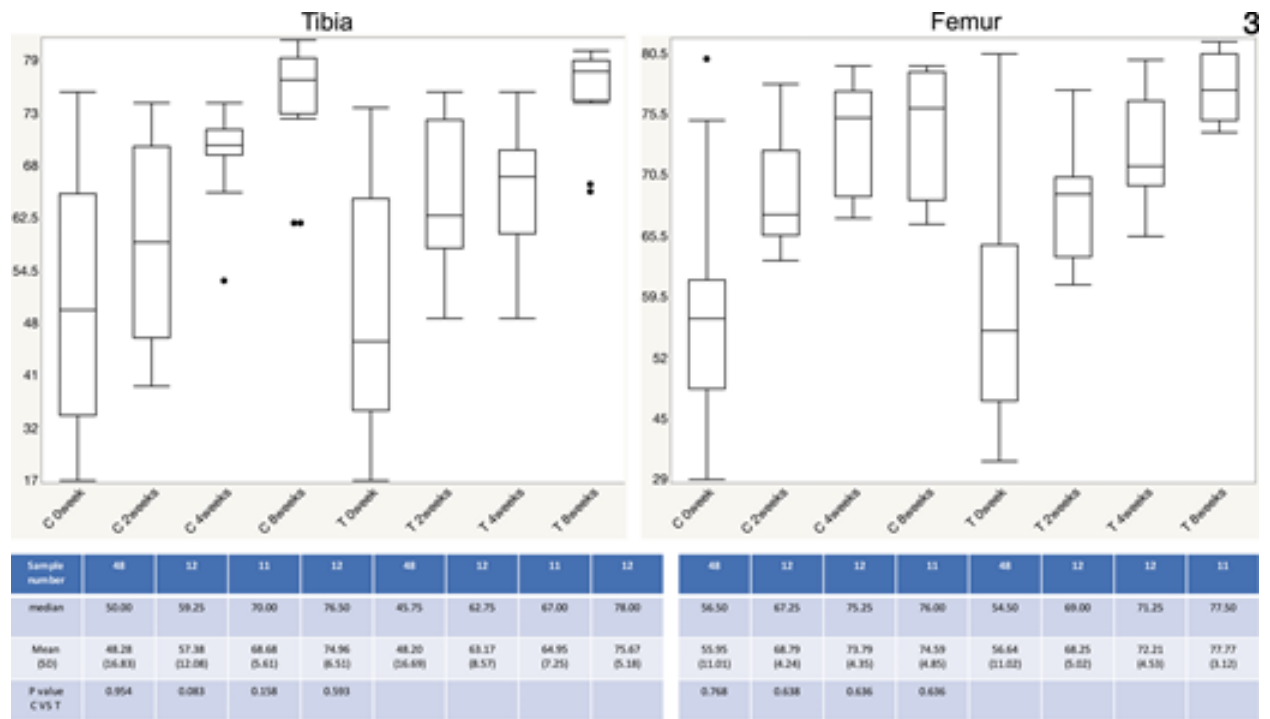 Tibia
Femur
3
79
73
68
62.5
54.5
48
41
32
17
80.5
75.5
70.5
65.5
59.5
52
45
29
C 0week
C 2weeks
C 4weeks
C 8weeks
T 0week
T 2weeks
T 4weeks
T 8weeks
C 0week
C 2weeks
C 4weeks
C 8weeks
T 0week
T 2weeks
T 4weeks
T 8weeks
Sample number 48 12 11 12 48 12 11 12
median 50.00 59.25 70.00 76.50 45.75 62.75 67.00 78.00
Mean 48.28 57.38 68.68 74.96 48.20 63.17 64.95 75.67
(SD) (16.83) (12.08) (5.61) (6.51) (16.69) (8.57) (7.25) (5.18)
P value 0.954 0.083 0.158 0.593
C VS T
48 12 12 11 48 12 12 11
56.50 67.25 75.25 76.00 54.50 69.00 71.25 77.50
55.95 68.79 73.79 74.59 56.64 68.25 72.21 77.77
(11.01) (4.24) (4.35) (4.85) (11.02) (5.02) (4.53) (3.12)
0.768 0.638 0.636 0.636